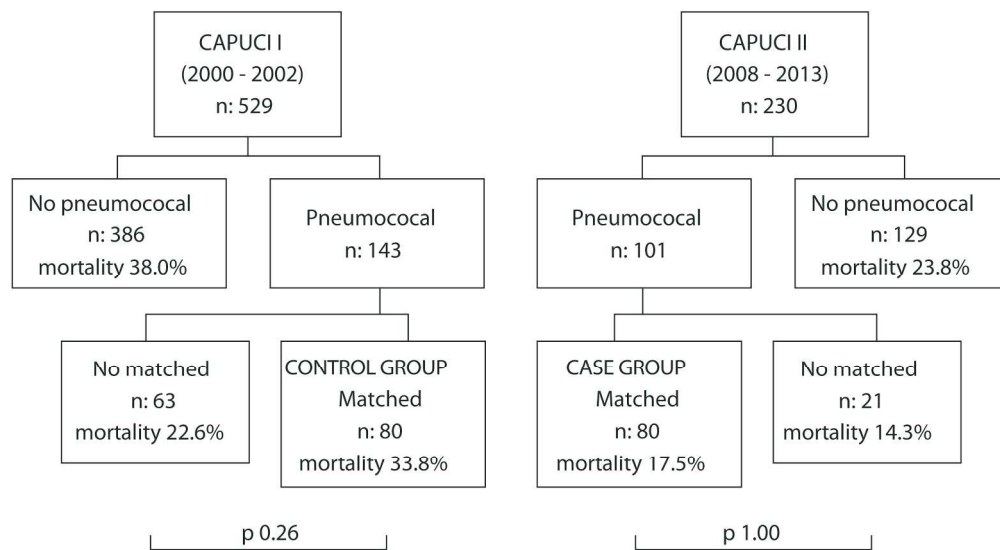 CAPUCI I
(2000 - 2002)
n: 529
CAPUCI II
(2008 - 2013)
n: 230
No pneumococal
n: 386
mortality 38.0%
Pneumococal
n: 143
Pneumococal
n: 101
No pneumococal
n: 129
mortality 23.8%
No matched
n: 63
mortality 22.6%
CONTROL GROUP
Matched
n: 80
mortality 33.8%
CASE GROUP
Matched
n: 80
mortality 17.5%
No matched
n: 21
mortality 14.3%
p 0.26
p 1.00